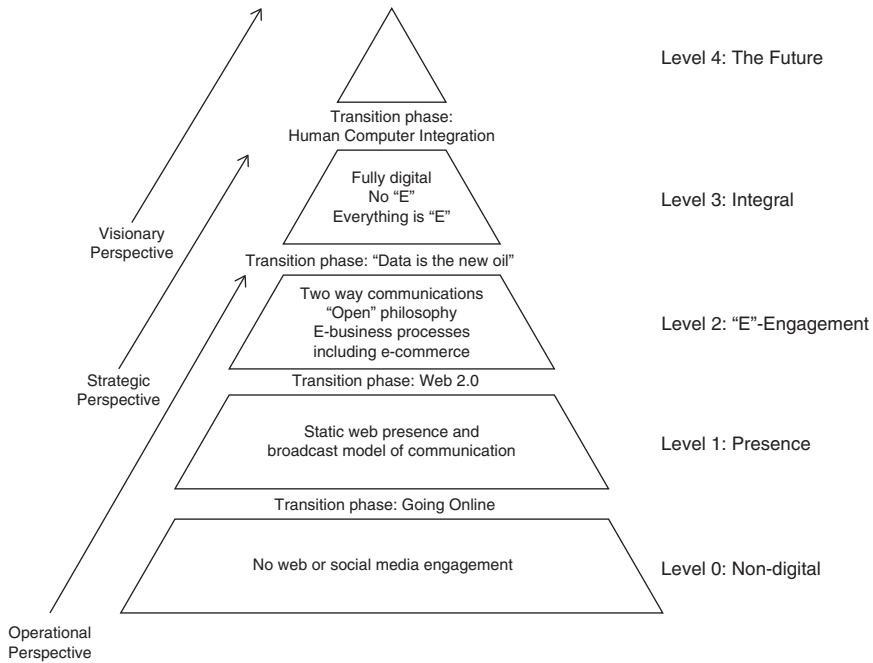 Level 4: The Future
Transition phase:
Human Computer Integration
Fully digital
No “E”
Everything is “E”
Level 3: Integral
Visionary
Perspective
Transition phase: “Data is the new oil”
Two way communications
“Open” philosophy
E-business processes
including e-commerce
Level 2: “E”-Engagement
Strategic
Perspective
Transition phase: Web 2.0
Static web presence and
broadcast model of communication
Level 1: Presence
Transition phase: Going Online
No web or social media engagement
Level 0: Non-digital
Operational
Perspective